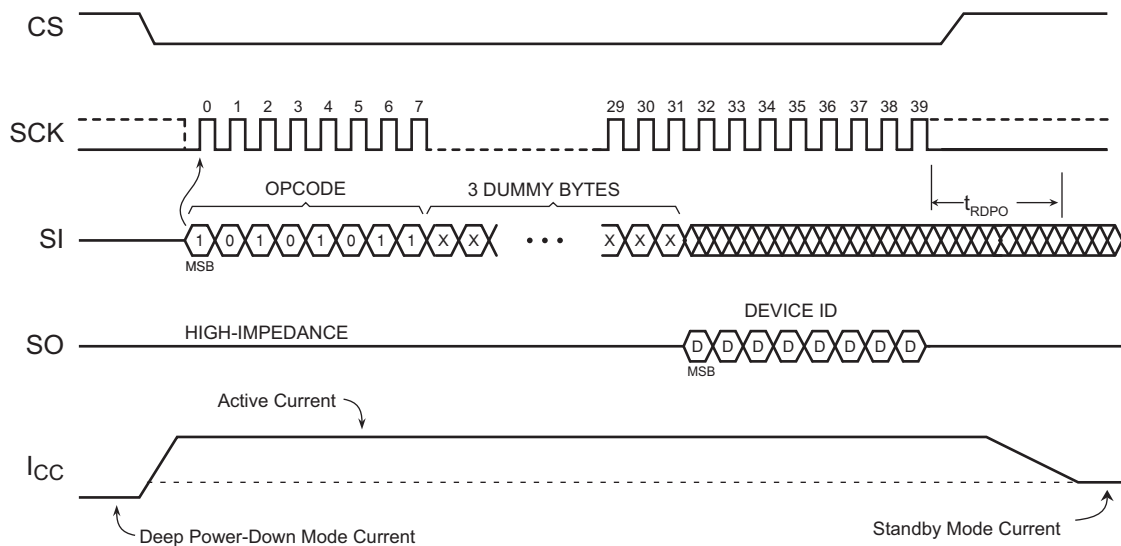 CS
0 1 2 3 4 5 6 7 29 30 31 32 33 34 35 36 37 38 39
SCK
OPCODE 3 DUMMY BYTES
tRDPO
SI 1 0 1 0 1 0 1 1 X X • • • X X X
MSB
DEVICE ID
HIGH-IMPEDANCE
SO D D D D D D D D
MSB
Active Current
ICC
Deep Power-Down Mode Current Standby Mode Current